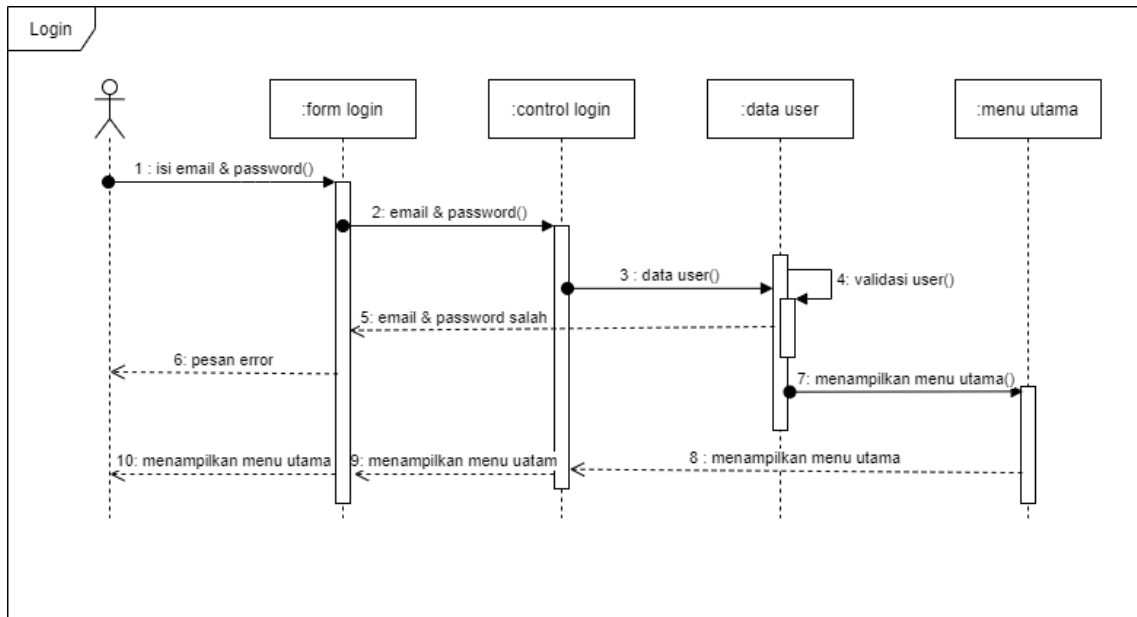 Login
:form login
:control login
:data user
:menu utama
1 : isi email & password()
2: email & password()
3 : data user()
4: validasi user()
5: email & password salah
6: pesan error
7: menampilkan menu utama()
8 : menampilkan menu utama
9: menampilkan menu uatam
10: menampilkan menu utama